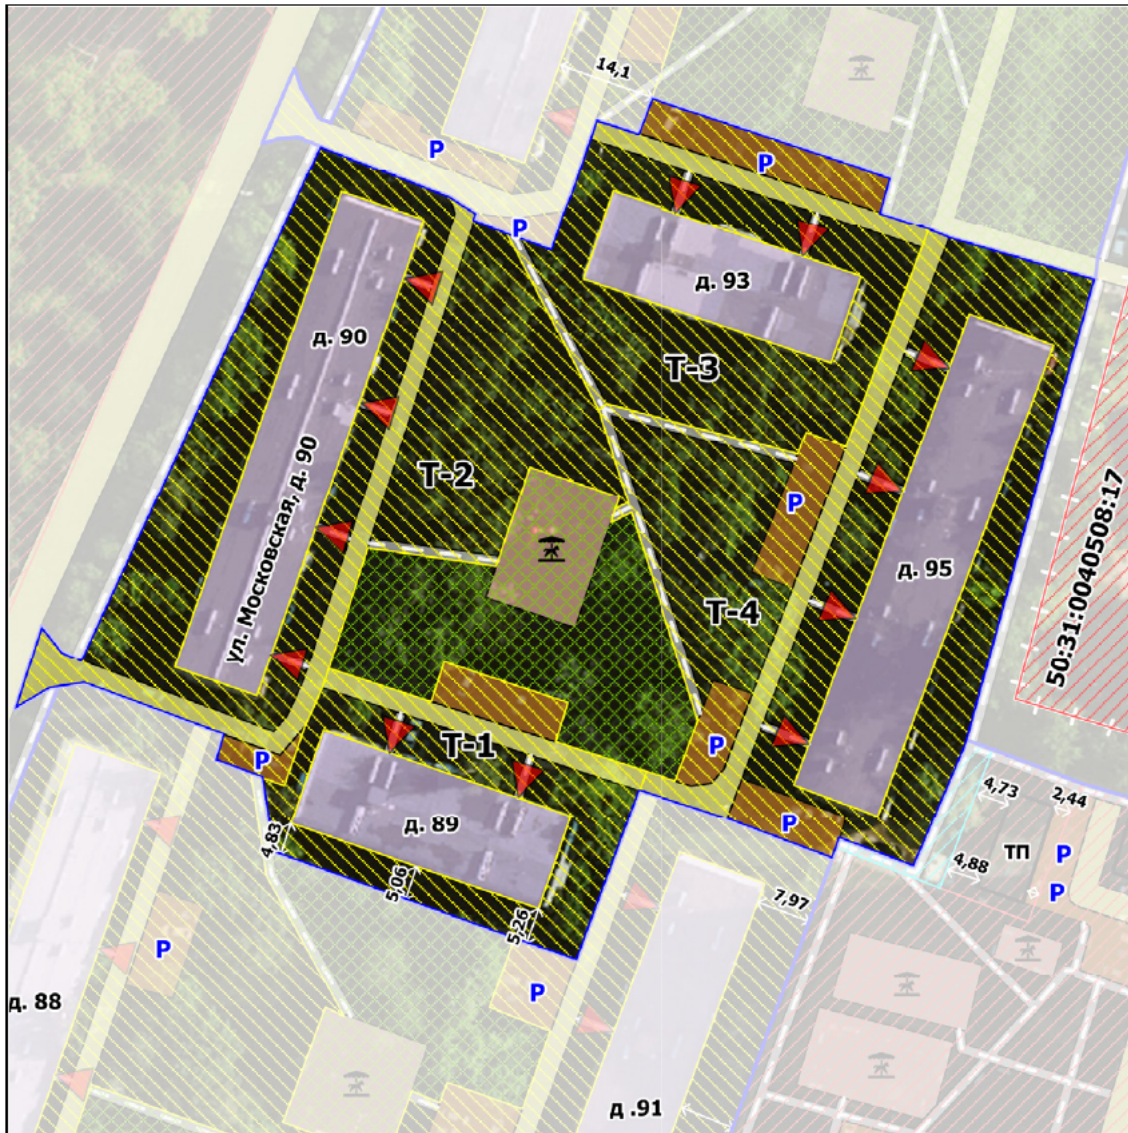 14,1
P
P
P
д. 93
д. 90
Т-3
Т-2
P
ул. Московская, д. 90
д. 95
50:31:0040508:17
Т-4
Т-1
P
P
4,73
2,44
д. 89
P
4,83
ТП
P
4,88
P
5,06
7,97
5,26
P
P
д. 88
д .91